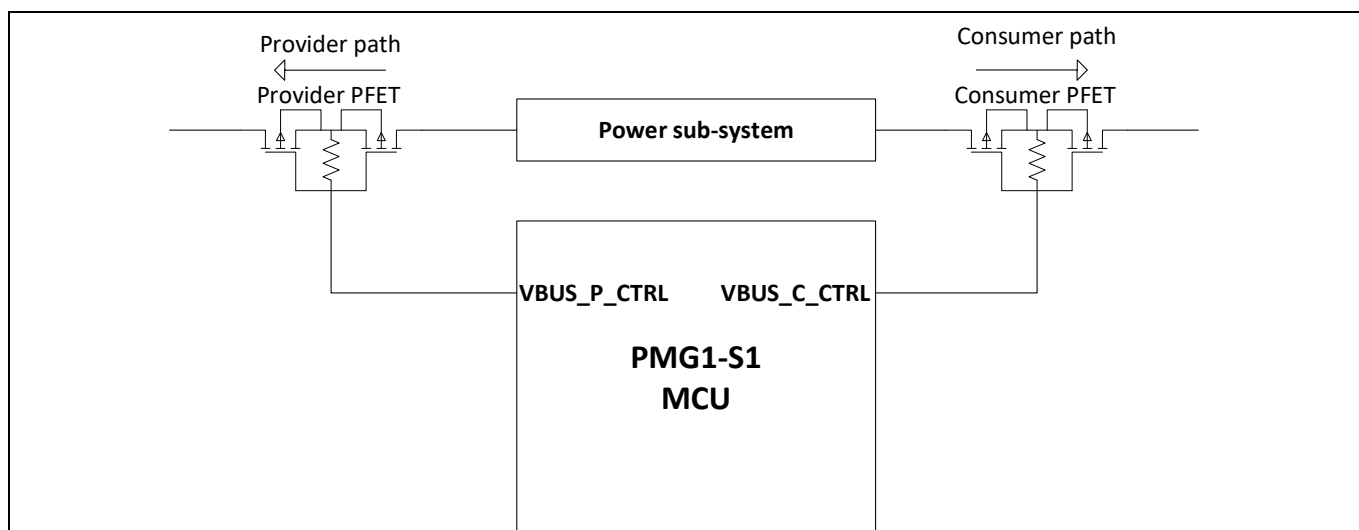 Provider path
Consumer path
Provider PFET
Consumer PFET
Power sub-system
VBUS_P_CTRL
VBUS_C_CTRL
PMG1-S1
MCU